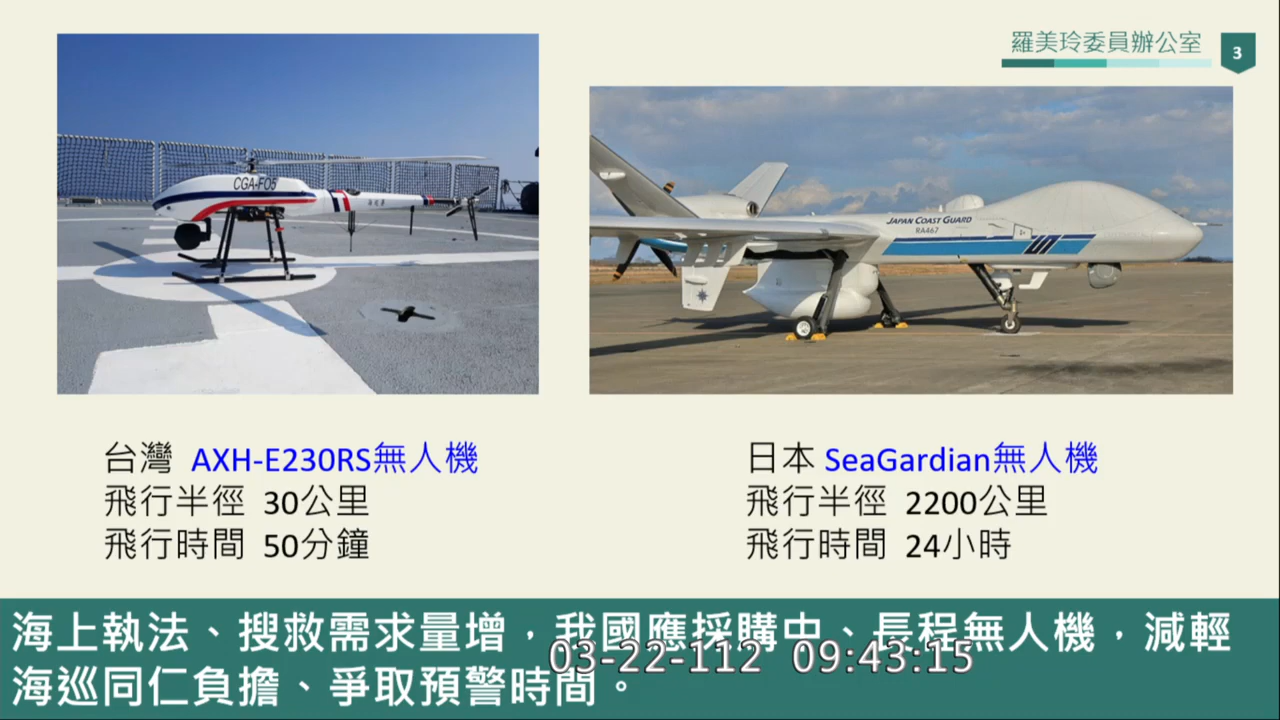 羅美玲委員辦公室
3
CGA-F05
JAPAN COAST GUARD
RA467
台灣 AXH-E230RS無人機
飛行半徑 30公里
飛行時間 50分鐘
日本 SeaGardian無人機
飛行半徑 2200公里
飛行時間 24小時
海上執法、搜救需求量增，我國應採購中、長程無人機，減輕
海巡同仁負擔、爭取預警時間。
03-22-112 09:43:15